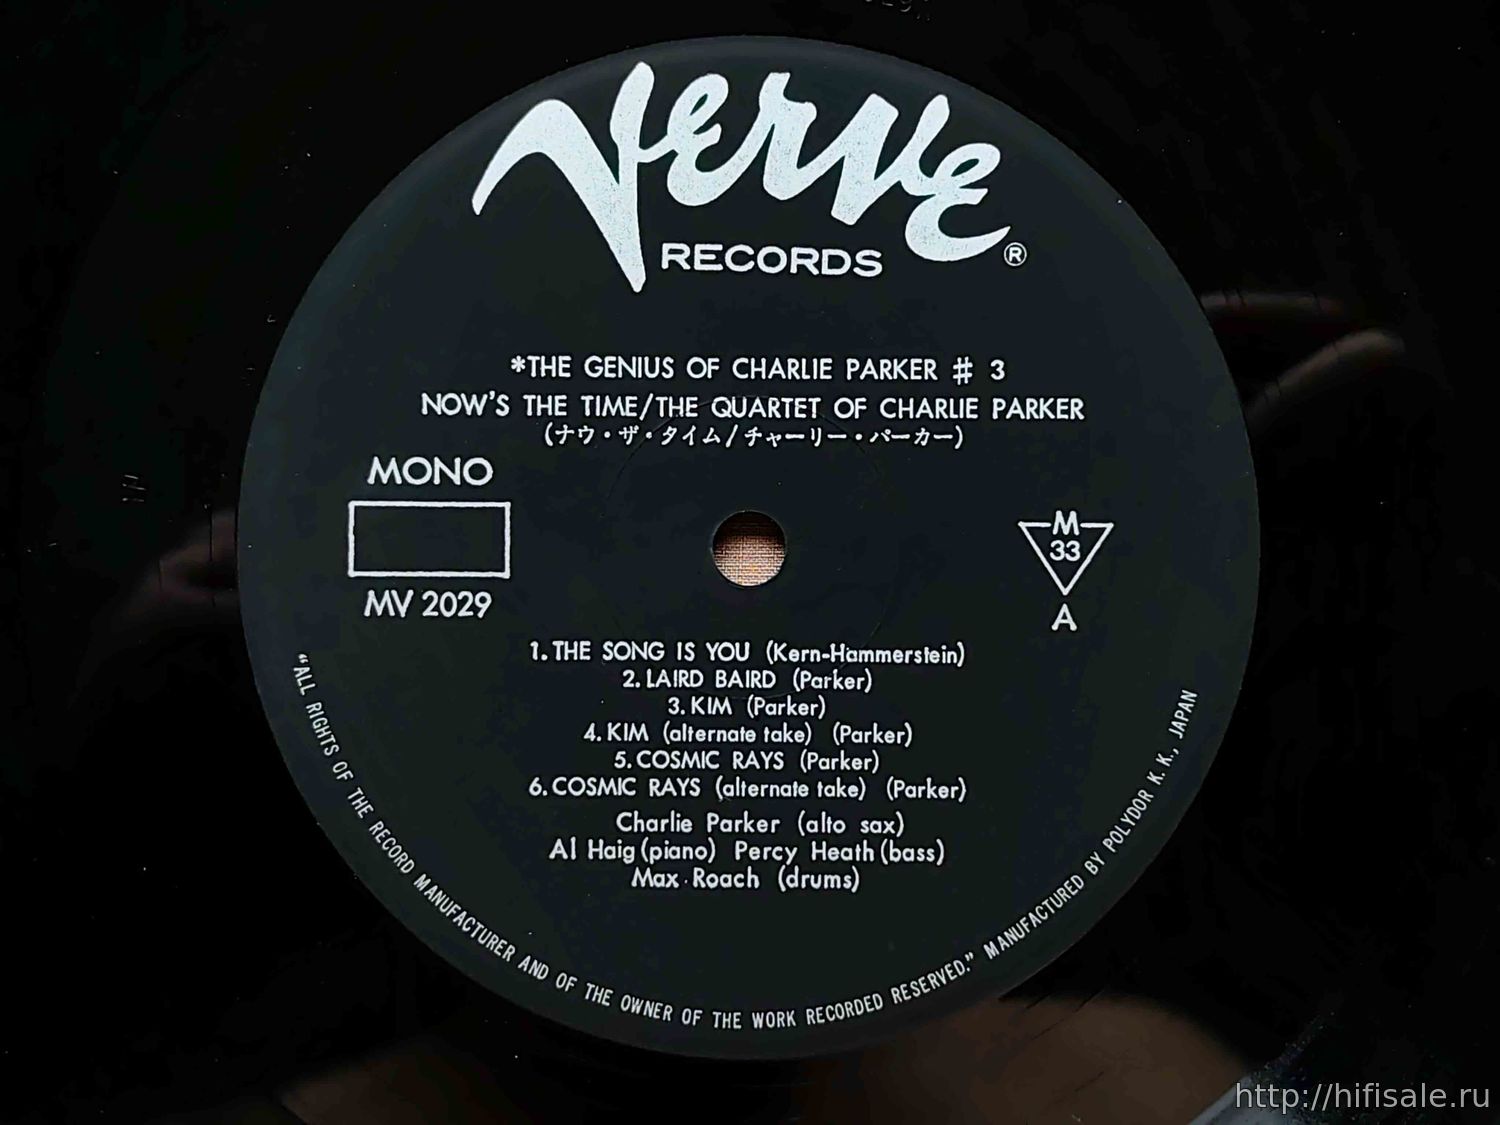 Verve
RECORDS ®
*THE GENIUS OF CHARLIE PARKER # 3
NOW'S THE TIME/THE QUARTET OF CHARLIE PARKER
(ナウ・ザ・タイム/チャーリー・パーカー)
MONO
MV 2029
M
33
A
1. THE SONG IS YOU (Kern-Hammerstein)
2. LAIRD BAIRD (Parker)
3. KIM (Parker)
4. KIM (alternate take) (Parker)
5. COSMIC RAYS (Parker)
6. COSMIC RAYS (alternate take) (Parker)
Charlie Parker (alto sax)
Al Haig (piano) Percy Heath (bass)
Max Roach (drums)
"ALL RIGHTS OF THE RECORD MANUFACTURER AND OF THE OWNER OF THE WORK RECORDED RESERVED." MANUFACTURED BY POLYDOR K. K., JAPAN
http://hifisale.ru